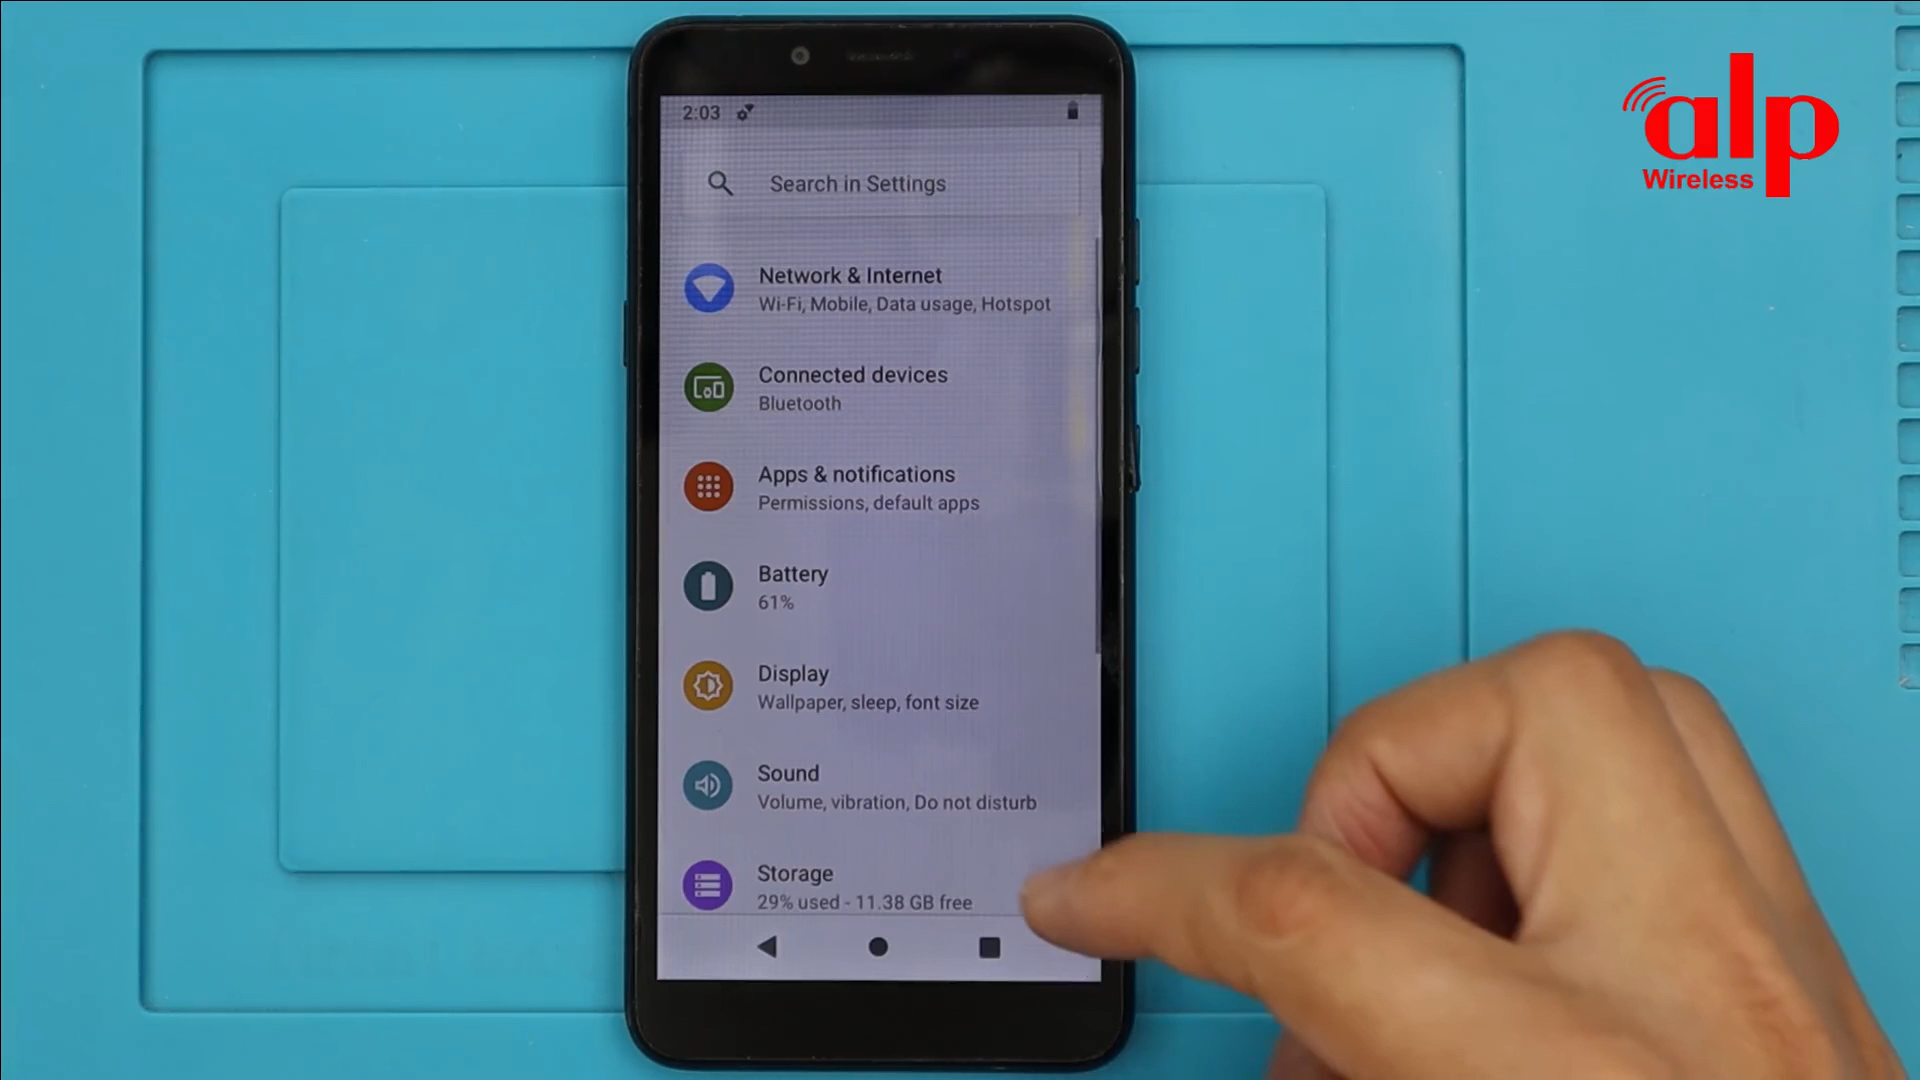 2:03
alp
Wireless
Search in Settings
Network & Internet
Wi-Fi, Mobile, Data usage, Hotspot
Connected devices
Bluetooth
Apps & notifications
Permissions, default apps
Battery
61%
Display
Wallpaper, sleep, font size
Sound
Volume, vibration, Do not disturb
Storage
29% used - 11.38 GB free